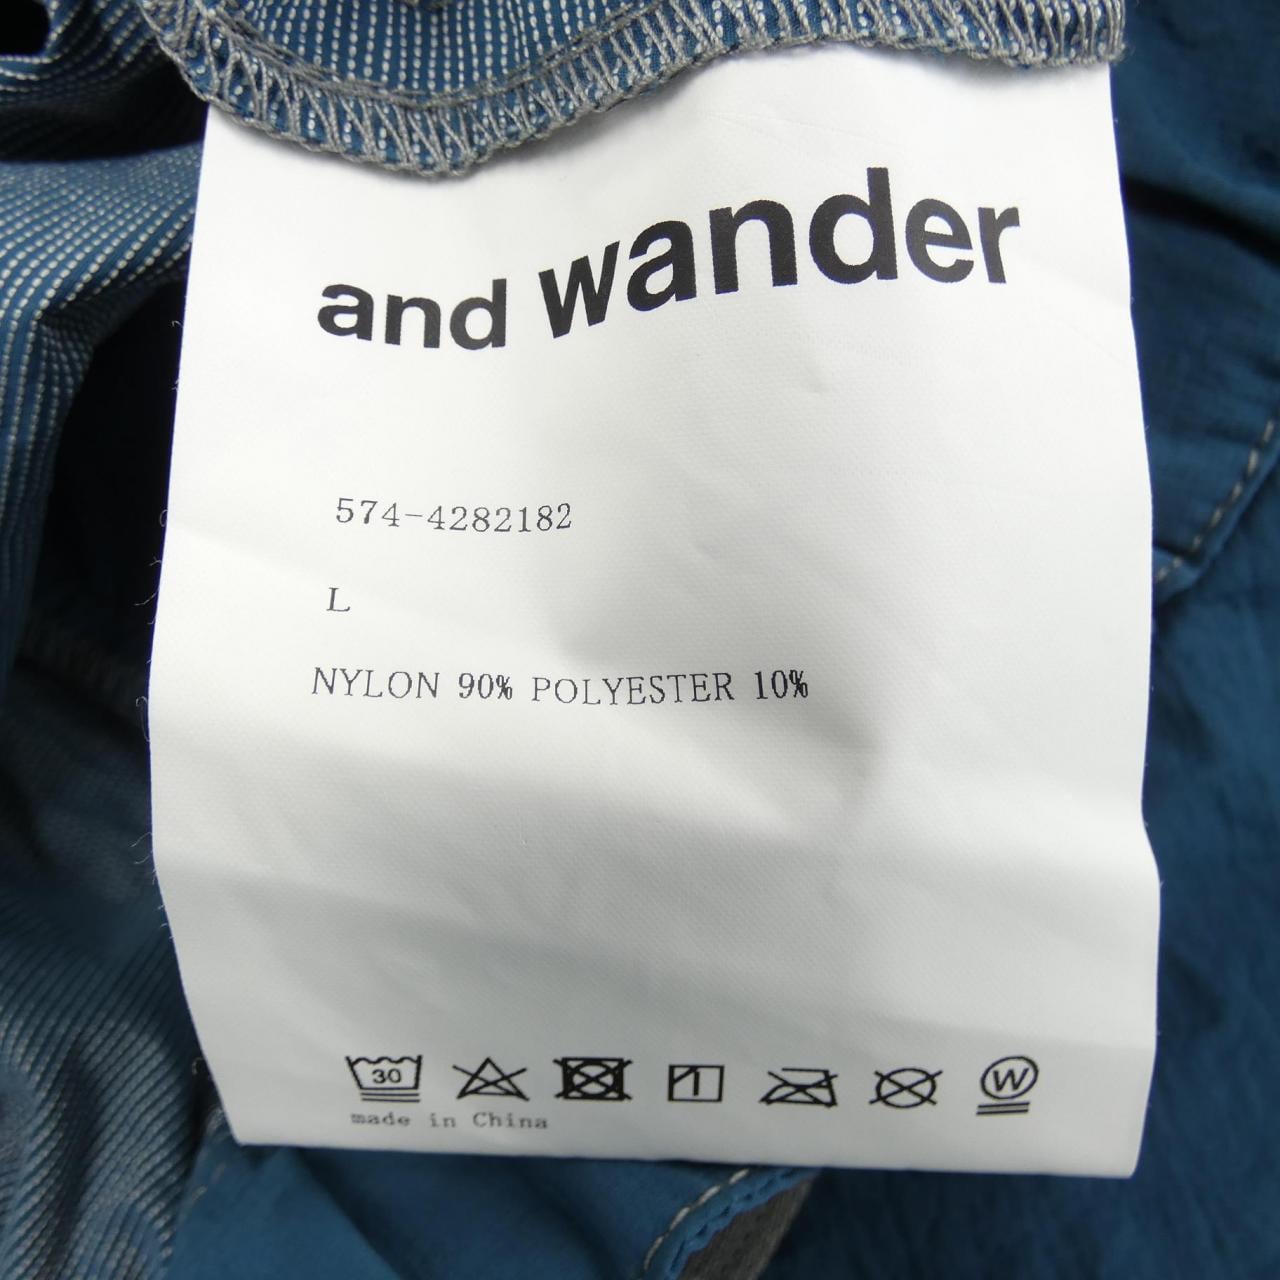 and wander
574-4282182
L
NYLON 90% POLYESTER 10%
30 W
made in China